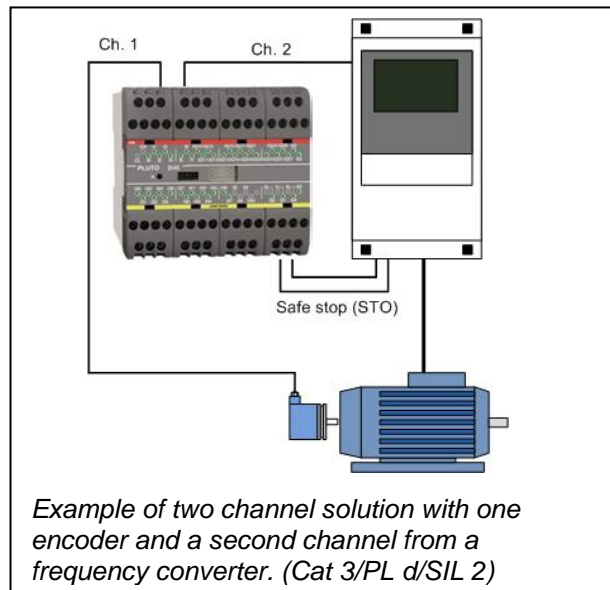 Ch. 1
Ch. 2
PLUTO
Safe stop (STO)
Example of two channel solution with one
encoder and a second channel from a
frequency converter. (Cat 3/PL d/SIL 2)